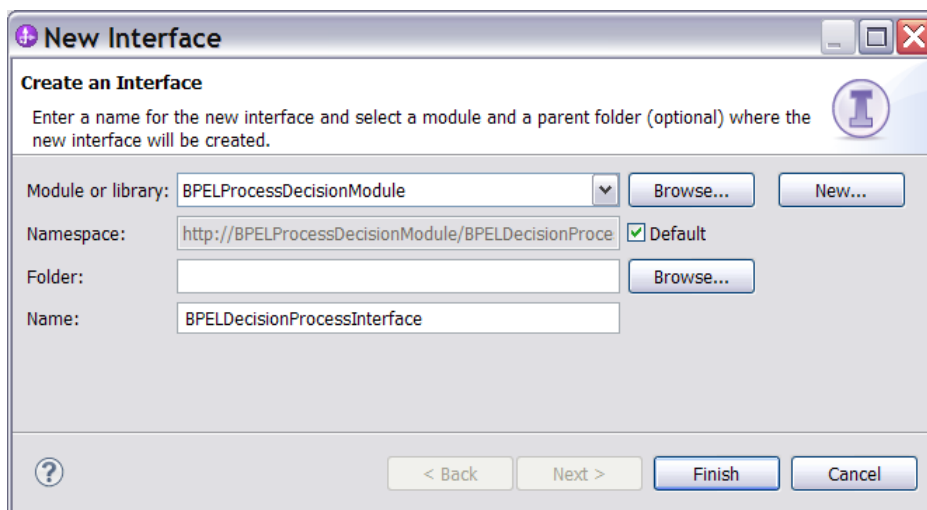 New Interface
Create an Interface
Enter a name for the new interface and select a module and a parent folder (optional) where the
new interface will be created.
Module or library: BPELProcessDecisionModule Browse... New...
Namespace: http://BPELProcessDecisionModule/BPELDecisionProce Default
Folder: Browse...
Name: BPELDecisionProcessInterface
< Back Next > Finish Cancel